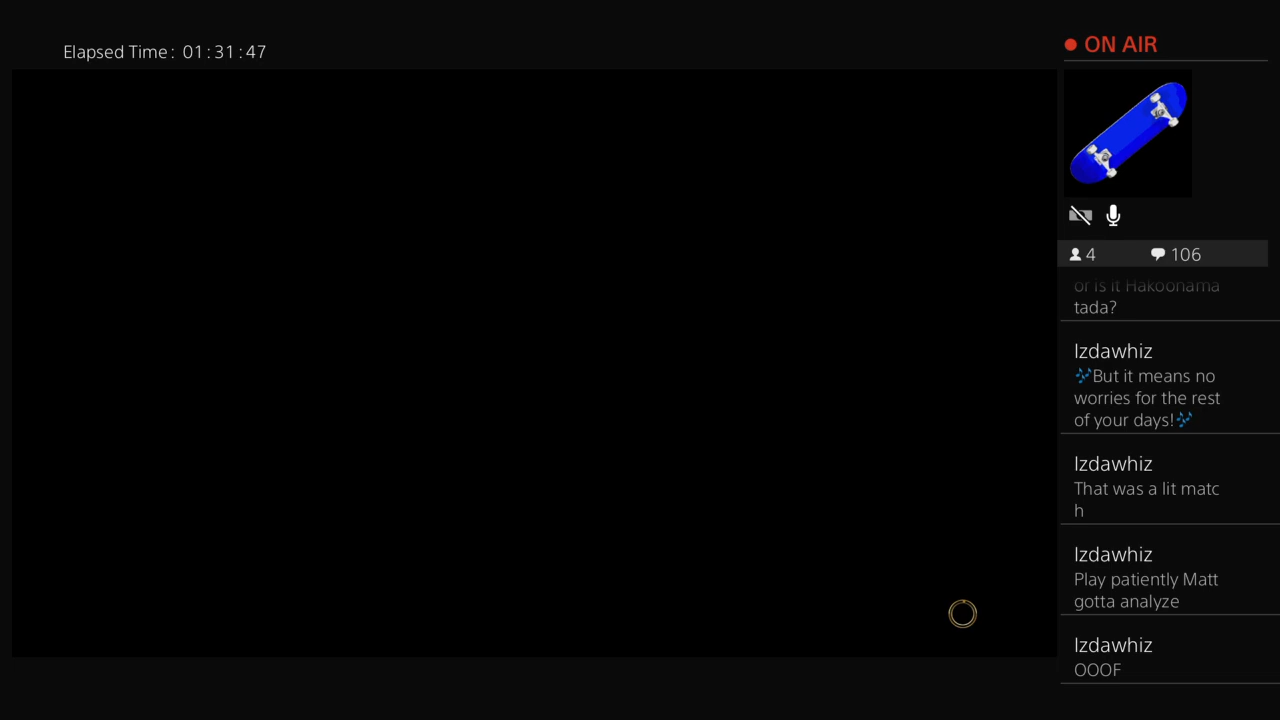 Elapsed Time: 01:31:47
ON AIR
4 106
or is it Hakoonama
tada?
Izdawhiz
🎶But it means no
worries for the rest
of your days!🎶
Izdawhiz
That was a lit matc
h
Izdawhiz
Play patiently Matt
gotta analyze
Izdawhiz
OOOF